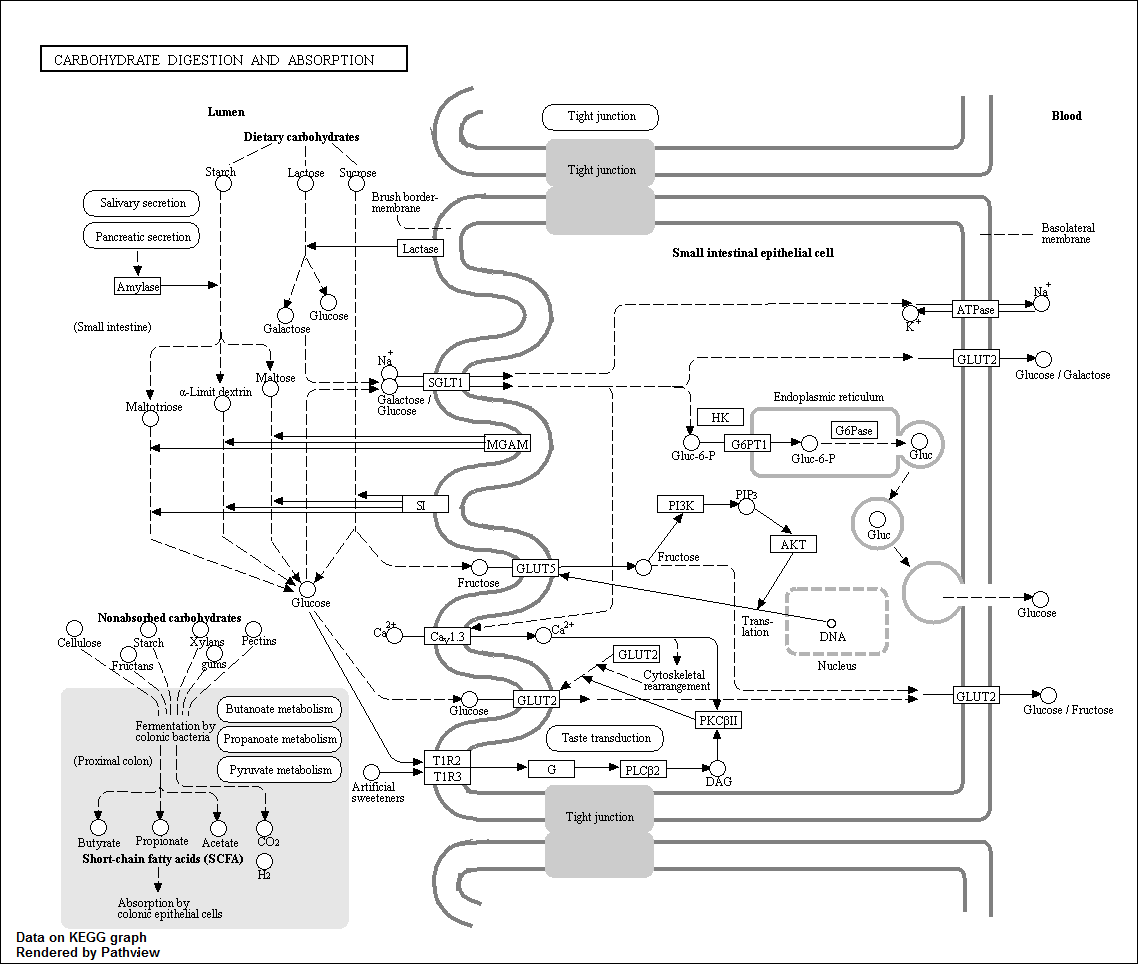 CARBOHYDRATE DIGESTION AND ABSORPTION
Lumen
Tight junction
Blood
Dietary carbohydrates
Starch
Lactose
Sucrose
Tight junction
Brush border-
membrane
Salivary secretion
Pancreatic secretion
Lactase
Small intestinal epithelial cell
Basolateral
membrane
Amylase
Galactose
Glucose
(Small intestine)
Na+
K+
ATPase
Na+
SGLT1
Galactose /
Glucose
GLUT2
Glucose / Galactose
Maltotriose
α-Limit dextrin
Maltose
Endoplasmic reticulum
HK
G6Pase
MGAM
Gluc-6-P
G6PT1
Gluc-6-P
Gluc
SI
PI3K
PIP3
Gluc
AKT
Fructose
GLUT5
Fructose
Glucose
Glucose
Nonabsorbed carbohydrates
Cellulose
Starch
Xylans
Pectins
Fructans
gums
Ca2+
Cav1.3
Ca2+
Trans-
lation
DNA
Nucleus
GLUT2
Cytoskeletal
rearrangement
Glucose
GLUT2
GLUT2
Glucose / Fructose
PKCβII
Butanoate metabolism
Fermentation by
colonic bacteria
Propanoate metabolism
Taste transduction
(Proximal colon)
Pyruvate metabolism
T1R2
T1R3
G
PLCβ2
DAG
Artificial
sweeteners
Tight junction
Butyrate
Propionate
Acetate
CO2
Short-chain fatty acids (SCFA)
H2
Absorption by
colonic epithelial cells
Data on KEGG graph
Rendered by Pathview